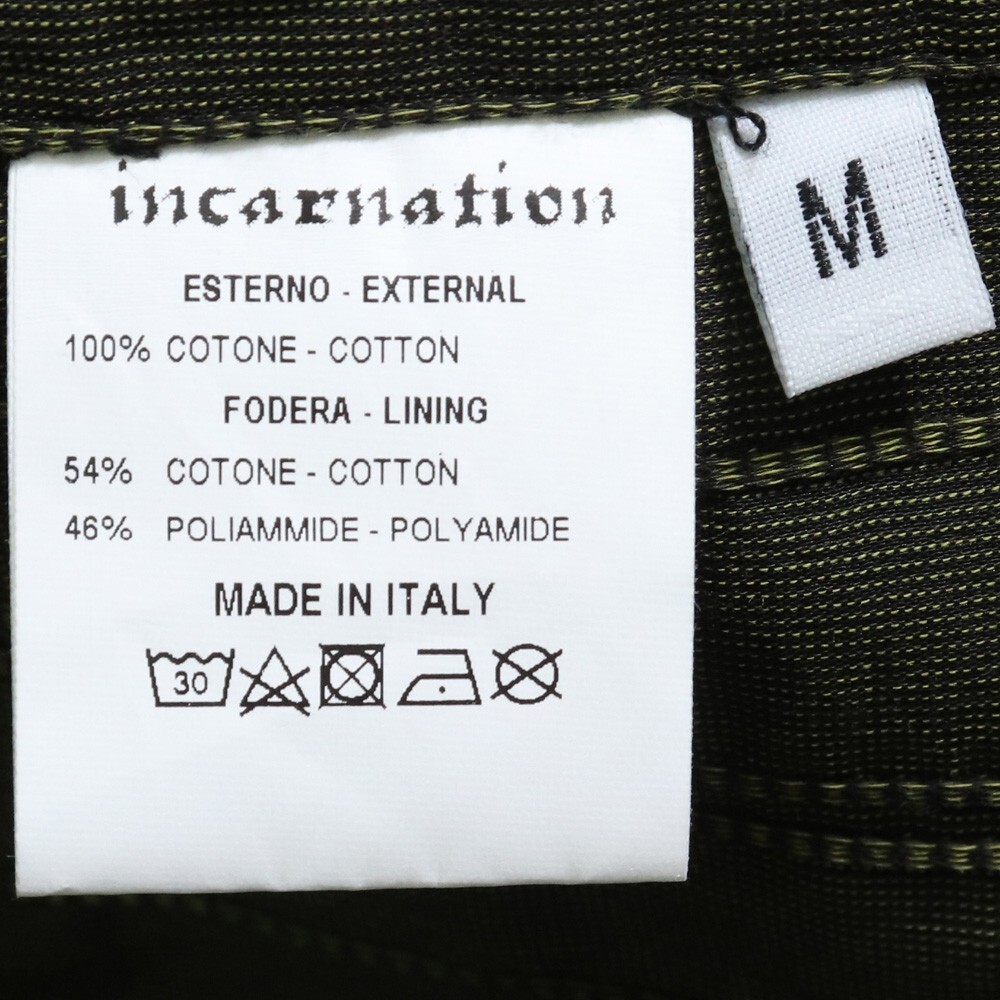 incarnation
ESTERNO - EXTERNAL
100% COTONE - COTTON
FODERA - LINING
54% COTONE - COTTON
46% POLIAMMIDE - POLYAMIDE
MADE IN ITALY
30
M